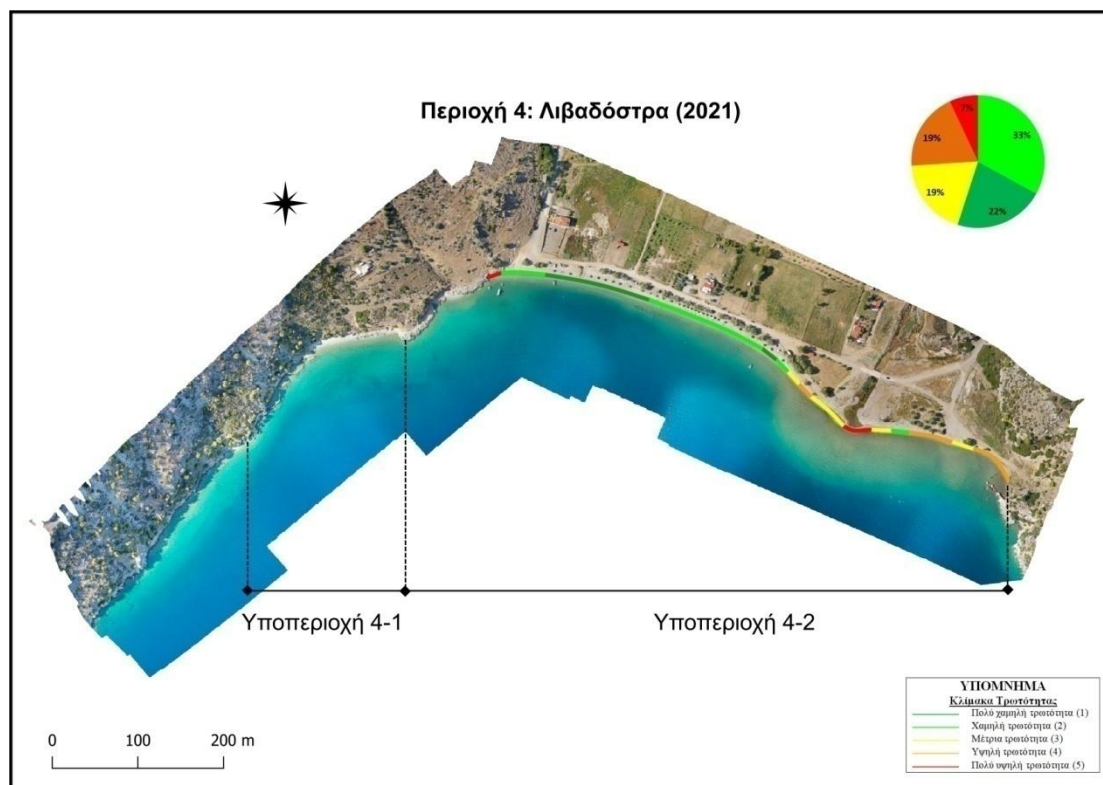 Περιοχή 4: Λιβαδόστρα (2021)
7%
33%
19%
19%
22%
Υποπεριοχή 4-1
Υποπεριοχή 4-2
0 100 200 m
ΥΠΟΜΝΗΜΑ
Κλίμακα Τρωτότητας
Πολύ χαμηλή τρωτότητα (1)
Χαμηλή τρωτότητα (2)
Μέτρια τρωτότητα (3)
Υψηλή τρωτότητα (4)
Πολύ υψηλή τρωτότητα (5)